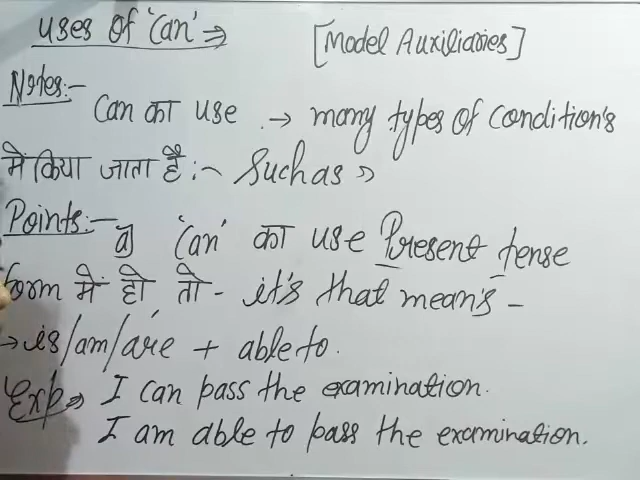 uses of 'Can' ⇒ [Model Auxiliaries]
Notes:-
Can का use → many types of condition's
में किया जाता है :- Such as ⇒
Points:-
a) 'Can' का use Present tense
form में हो तो - it's that mean's -
→ is/am/are + able to.
Exp ⇒ I can pass the examination.
I am able to pass the examination.